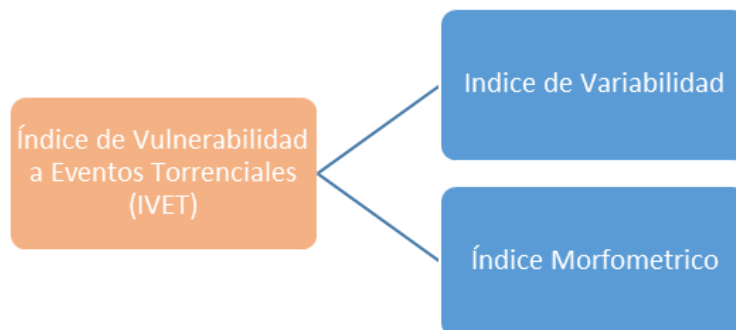 Índice de Vulnerabilidad
a Eventos Torrenciales
(IVET)
Indice de Variabilidad
Índice Morfometrico